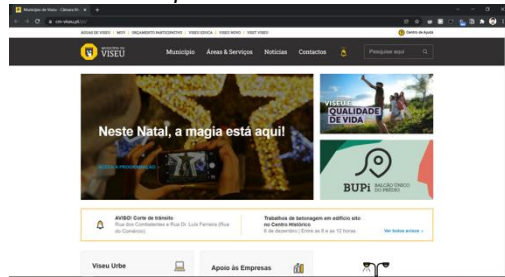 Município de Viseu - Câmara M
cm-viseu.pt
ÁGUAS DE VISEU | MUV | ORÇAMENTO PARTICIPATIVO | VISEU EDUCA | VISEU NOVO | VISIT VISEU
Centro de Ajuda
MUNICÍPIO DE
VISEU
Município
Áreas & Serviços
Notícias
Contactos
Pesquisar aqui
Neste Natal, a magia está aqui!
VISEU É
QUALIDADE
DE VIDA
BUPi
BALCÃO ÚNICO
DO PRÉDIO
AVISO! Corte de trânsito
Rua dos Combatentes e Rua Dr. Luís Ferreira (Rua
do Comércio)
Trabalhos de betonagem em edifício sito
no Centro Histórico
6 de dezembro | Entre as 8 e as 12 horas
Ver todos avisos >
Viseu Urbe
Apoio às Empresas